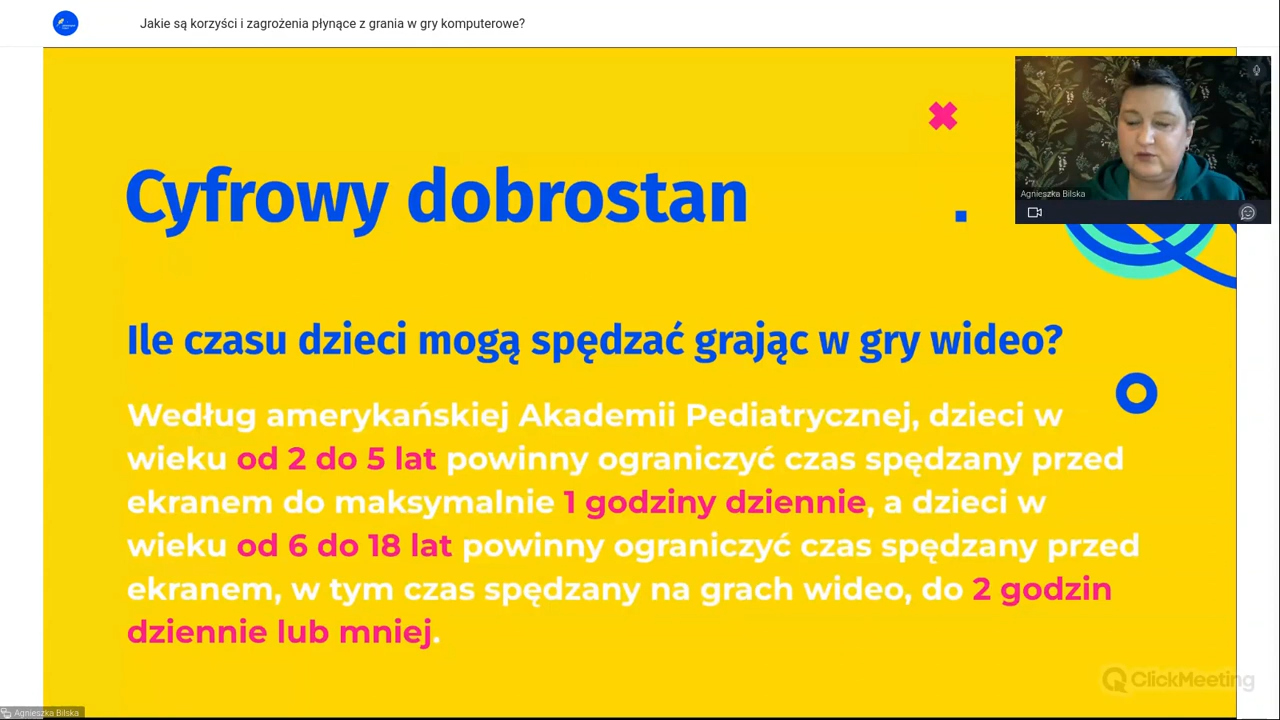 Jakie są korzyści i zagrożenia płynące z grania w gry komputerowe?
Agnieszka Bilska
Cyfrowy dobrostan
Ile czasu dzieci mogą spędzać grając w gry wideo?
Według amerykańskiej Akademii Pediatrycznej, dzieci w
wieku od 2 do 5 lat powinny ograniczyć czas spędzany przed
ekranem do maksymalnie 1 godziny dziennie, a dzieci w
wieku od 6 do 18 lat powinny ograniczyć czas spędzany przed
ekranem, w tym czas spędzany na grach wideo, do 2 godzin
dziennie lub mniej.
ClickMeeting
Agnieszka Bilska